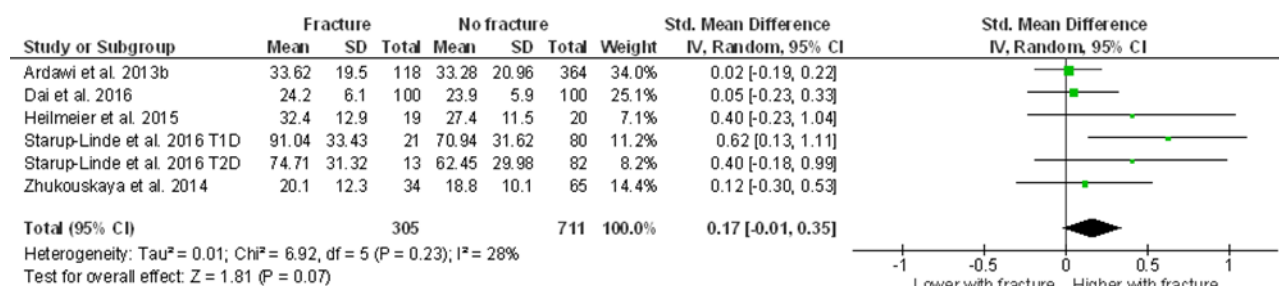 Fracture No fracture Std. Mean Difference Std. Mean Difference
Study or Subgroup Mean SD Total Mean SD Total Weight IV, Random, 95% CI IV, Random, 95% CI
Ardawi et al. 2013b 33.62 19.5 118 33.28 20.96 364 34.0% 0.02 [-0.19, 0.22]
Dai et al. 2016 24.2 6.1 100 23.9 5.9 100 25.1% 0.05 [-0.23, 0.33]
Heilmeier et al. 2015 32.4 12.9 19 27.4 11.5 20 7.1% 0.40 [-0.23, 1.04]
Starup-Linde et al. 2016 T1D 91.04 33.43 21 70.94 31.62 80 11.2% 0.62 [0.13, 1.11]
Starup-Linde et al. 2016 T2D 74.71 31.32 13 62.45 29.98 82 8.2% 0.40 [-0.18, 0.99]
Zhukouskaya et al. 2014 20.1 12.3 34 18.8 10.1 65 14.4% 0.12 [-0.30, 0.53]
Total (95% CI) 305 711 100.0% 0.17 [-0.01, 0.35]
Heterogeneity: Tau² = 0.01; Chi² = 6.92, df = 5 (P = 0.23); I² = 28%
Test for overall effect: Z = 1.81 (P = 0.07)
-1 -0.5 0 0.5 1
Lower with fracture Higher with fracture